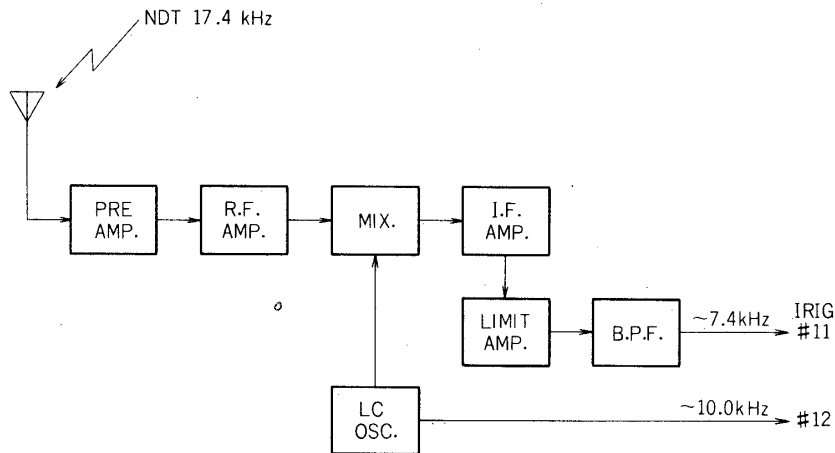 NDT 17.4 kHz
PRE
AMP.
R.F.
AMP.
MIX.
I.F.
AMP.
LIMIT
AMP.
B.P.F.
~7.4kHz
IRIG
#11
LC
OSC.
~10.0kHz
#12